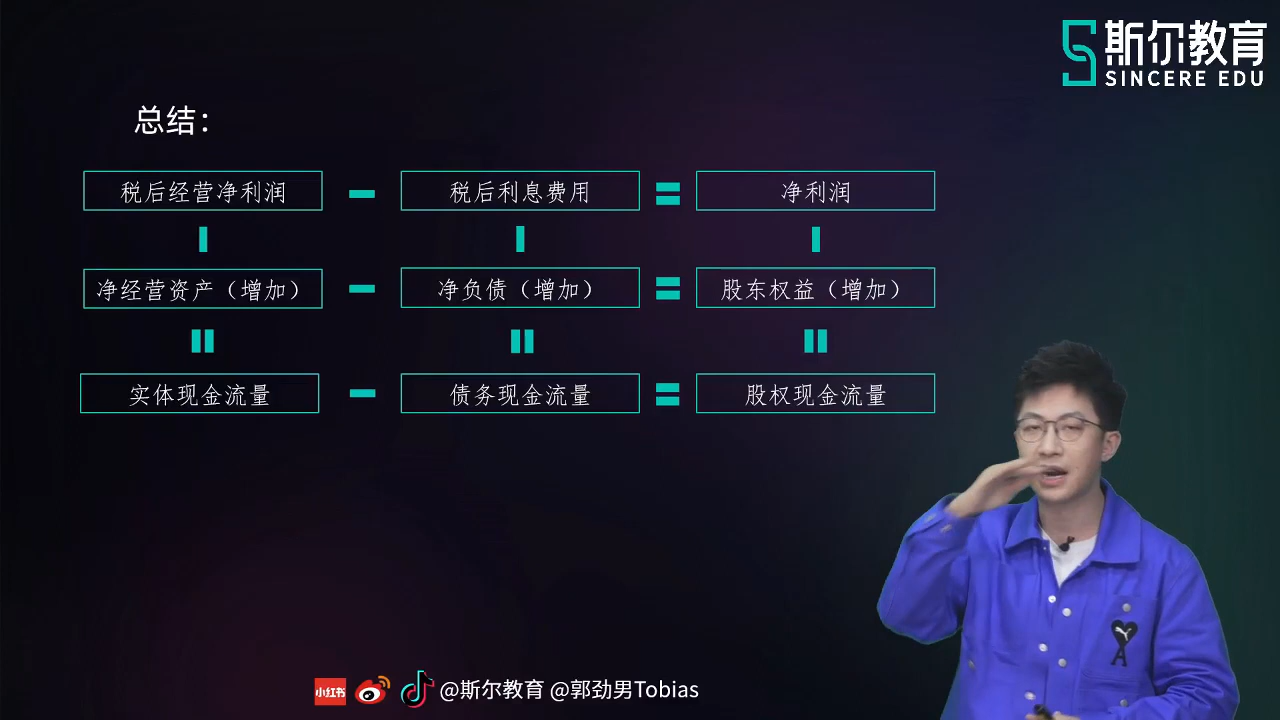 斯尔教育
SINCERE EDU
总结：
税后经营净利润 - 税后利息费用 = 净利润
净经营资产（增加） - 净负债（增加） = 股东权益（增加）
实体现金流量 - 债务现金流量 = 股权现金流量
A
小红书 @斯尔教育 @郭劲男Tobias